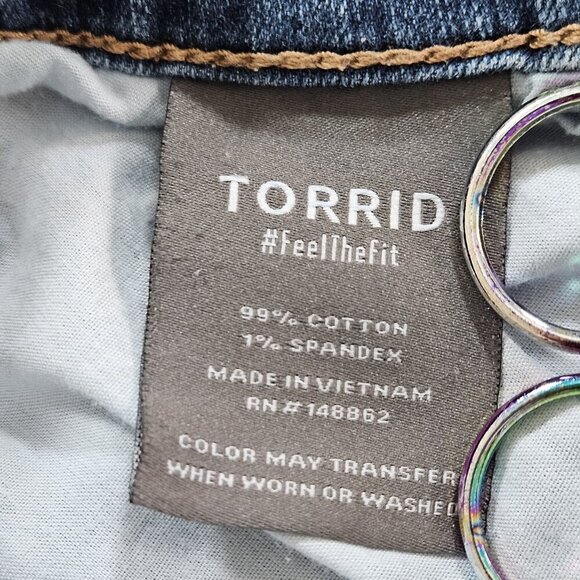 TORRID
#FeelTheFit
99% COTTON
1% SPANDEX
MADE IN VIETNAM
RN # 148862
COLOR MAY TRANSFER
WHEN WORN OR WASHED